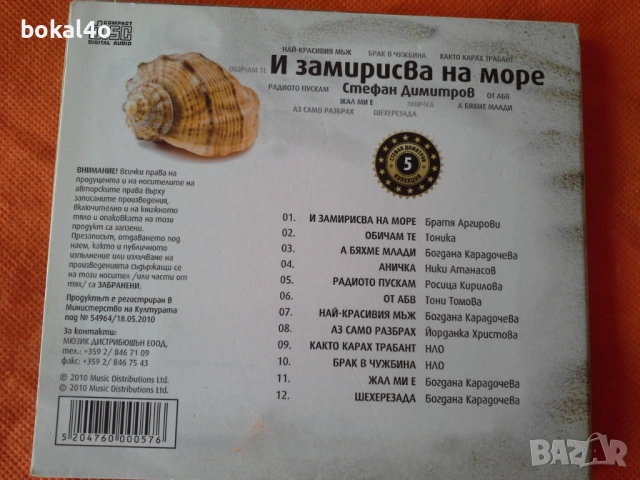 bokal4o
COMPACT
DISC
DIGITAL AUDIO
НАЙ-КРАСИВИЯ МЪЖ БРАК В ЧУЖБИНА КАКТО КАРАХ ТРАБАНТ
ОБИЧАМ ТЕ И ЗАМИРИСВА НА МОРЕ
РАДИОТО ПУСКАМ СТЕФАН ДИМИТРОВ ОТ АБВ
ЖАЛ МИ Е АНИЧКА А БЯХМЕ МЛАДИ
АЗ САМО РАЗБРАХ ШЕХЕРЕЗАДА
СТЕФАН ДИМИТРОВ
5
КОЛЕКЦИЯ
ВНИМАНИЕ! Всички права на
продуцента и на носителите на
авторските права върху
записаните произведения,
включително и на книжното
тяло и опаковката на този
продукт са запзени.
Презаписът, отдаването под
наем, както и публичното
изпълнение или излъчване на
произведенията съдържащи се
на този носител /или части от
тях/ са ЗАБРАНЕНИ.
Продуктът е регистриран в
Министерство на Културата
под № 54964/18.05.2010
За контакти:
МЮЗИК ДИСТРИБЮШЪН ЕООД,
тел.: +359 2/ 846 71 09
факс: +359 2/ 846 75 43
℗ 2010 Music Distributions Ltd.
© 2010 Music Distributions Ltd.
5 204760 000576
01. И ЗАМИРИСВА НА МОРЕ Братя Аргирови
02. ОБИЧАМ ТЕ Тоника
03. А БЯХМЕ МЛАДИ Богдана Карадочева
04. АНИЧКА Ники Атанасов
05. РАДИОТО ПУСКАМ Росица Кирилова
06. ОТ АБВ Тони Томова
07. НАЙ-КРАСИВИЯ МЪЖ Богдана Карадочева
08. АЗ САМО РАЗБРАХ Йорданка Христова
09. КАКТО КАРАХ ТРАБАНТ НЛО
10. БРАК В ЧУЖБИНА НЛО
11. ЖАЛ МИ Е Богдана Карадочева
12. ШЕХЕРЕЗАДА Богдана Карадочева
BAZAR